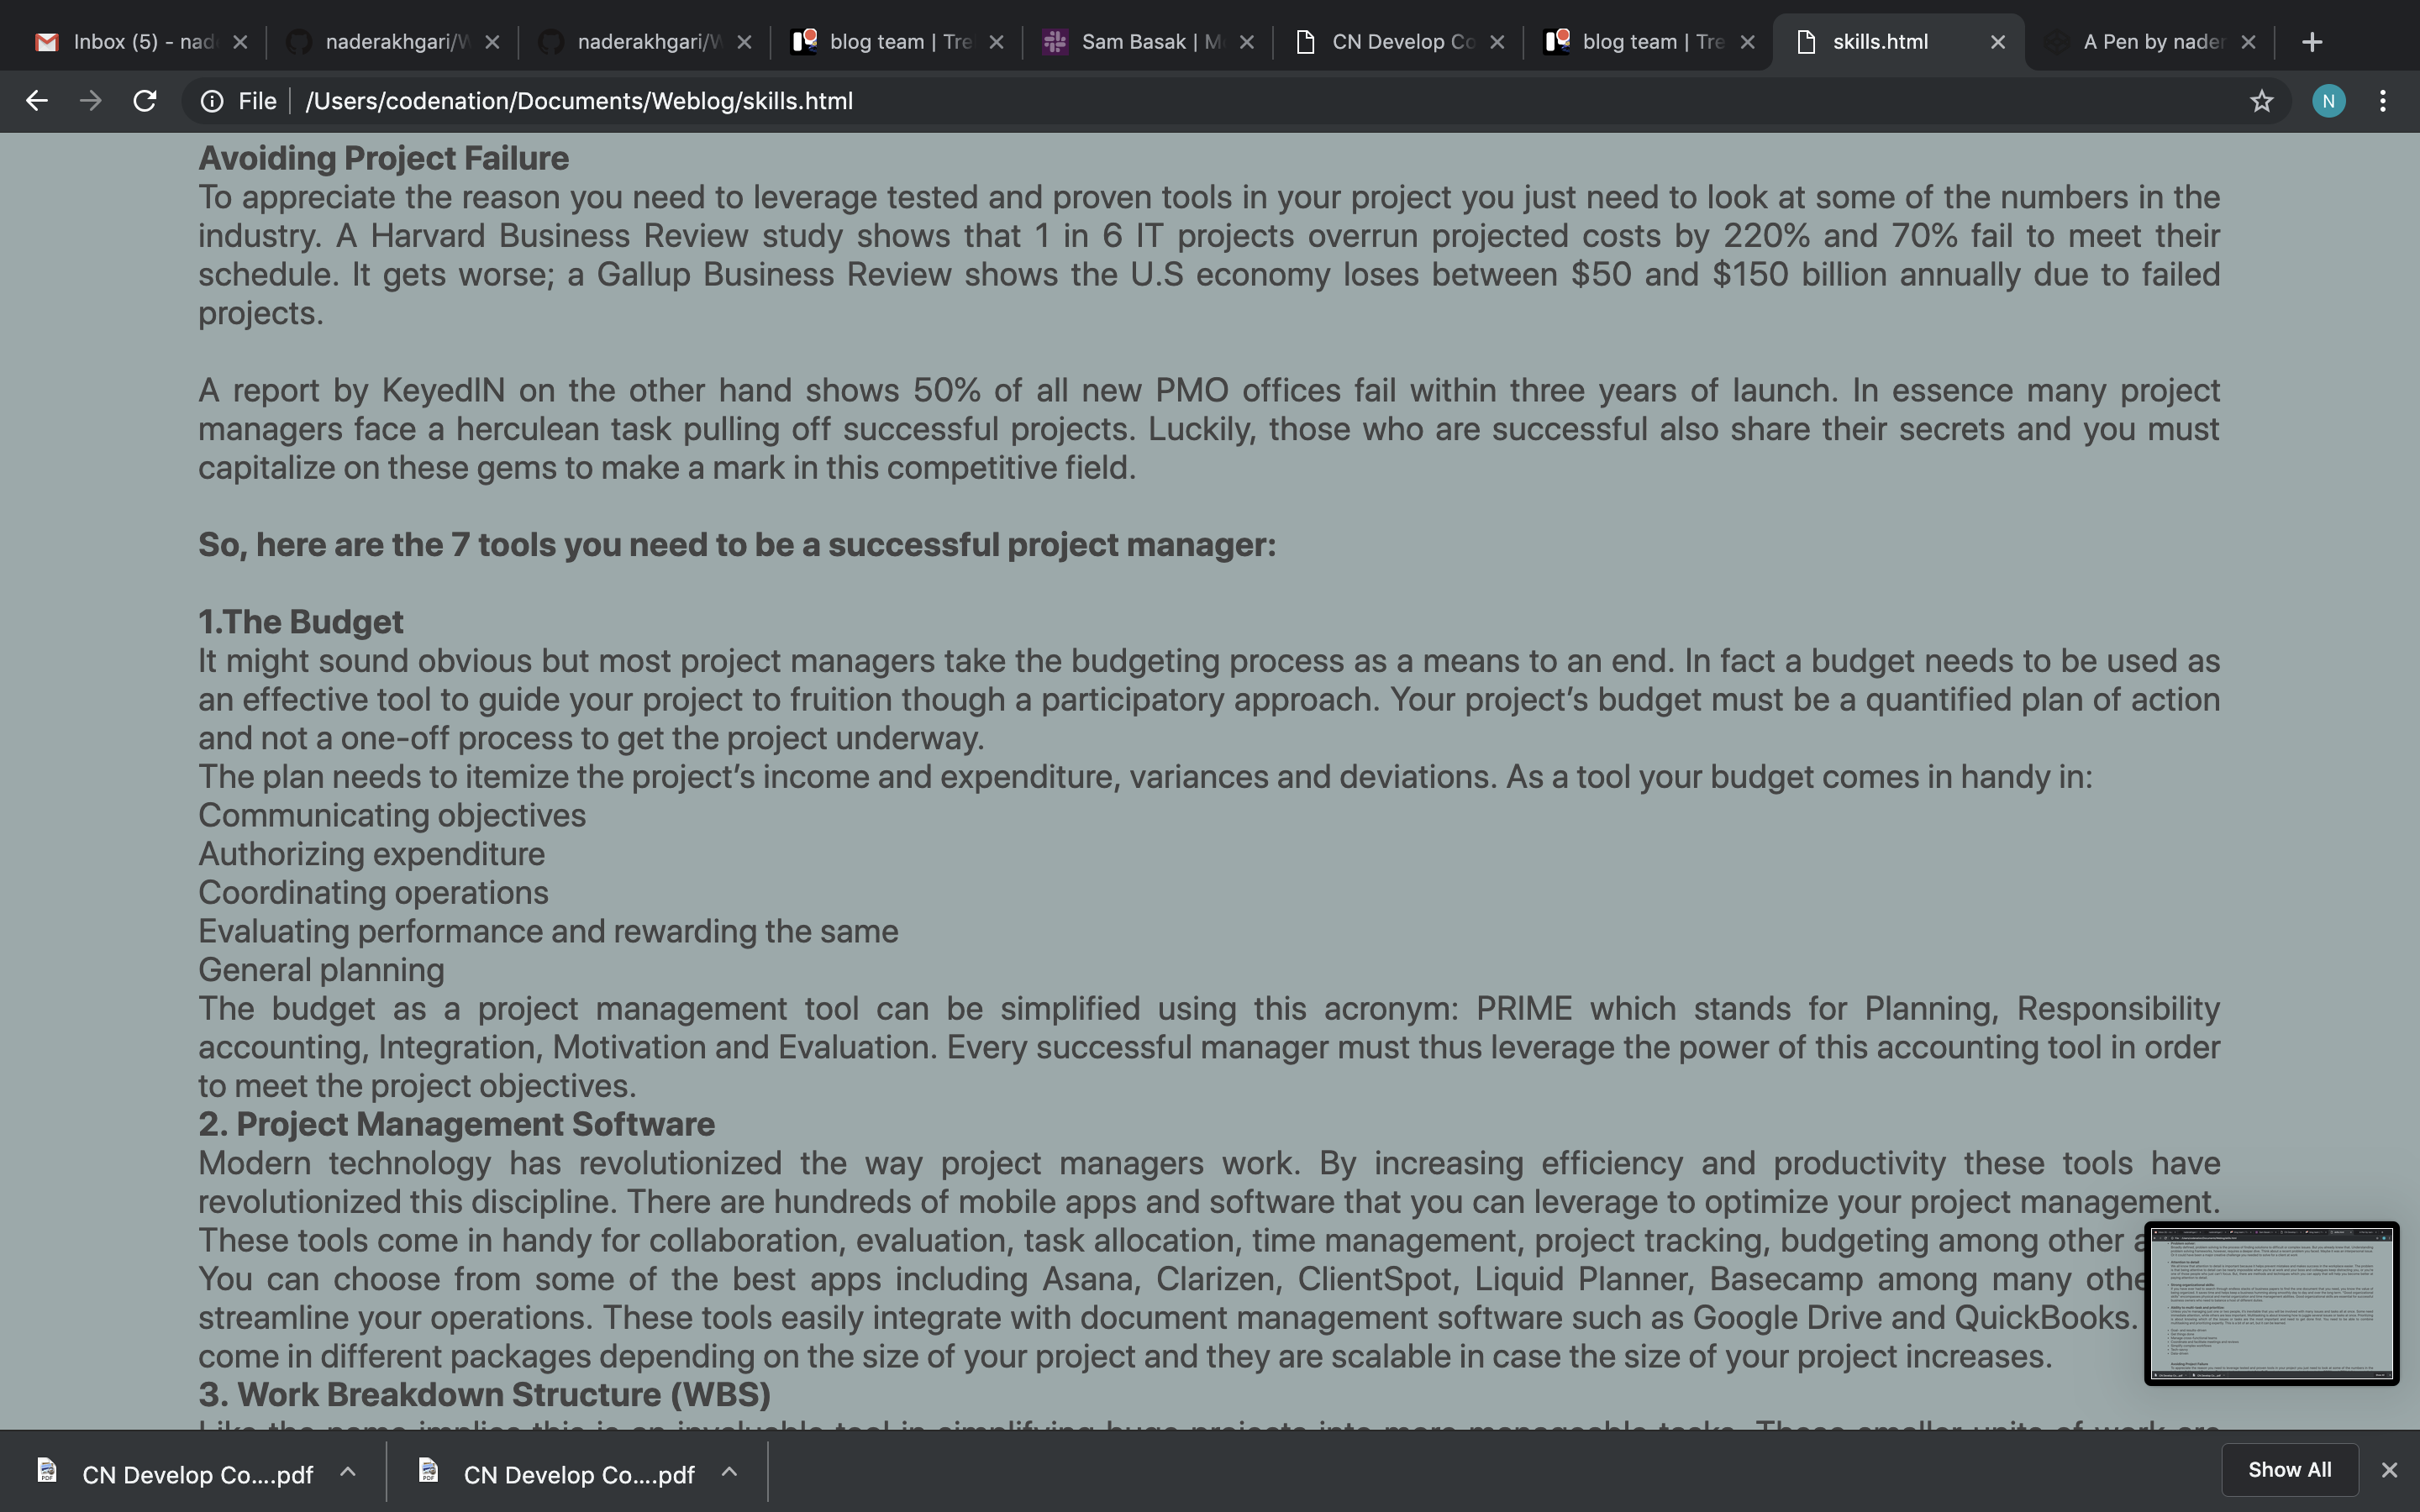 Inbox (5) - nad
naderakhgari/W
naderakhgari/W
blog team | Tre
Sam Basak | M
CN Develop Co
blog team | Tre
skills.html
A Pen by nader
File
/Users/codenation/Documents/Weblog/skills.html
N
Avoiding Project Failure
To appreciate the reason you need to leverage tested and proven tools in your project you just need to look at some of the numbers in the
industry. A Harvard Business Review study shows that 1 in 6 IT projects overrun projected costs by 220% and 70% fail to meet their
schedule. It gets worse; a Gallup Business Review shows the U.S economy loses between $50 and $150 billion annually due to failed
projects.
A report by KeyedIN on the other hand shows 50% of all new PMO offices fail within three years of launch. In essence many project
managers face a herculean task pulling off successful projects. Luckily, those who are successful also share their secrets and you must
capitalize on these gems to make a mark in this competitive field.
So, here are the 7 tools you need to be a successful project manager:
1.The Budget
It might sound obvious but most project managers take the budgeting process as a means to an end. In fact a budget needs to be used as
an effective tool to guide your project to fruition though a participatory approach. Your project’s budget must be a quantified plan of action
and not a one-off process to get the project underway.
The plan needs to itemize the project’s income and expenditure, variances and deviations. As a tool your budget comes in handy in:
Communicating objectives
Authorizing expenditure
Coordinating operations
Evaluating performance and rewarding the same
General planning
The budget as a project management tool can be simplified using this acronym: PRIME which stands for Planning, Responsibility
accounting, Integration, Motivation and Evaluation. Every successful manager must thus leverage the power of this accounting tool in order
to meet the project objectives.
2. Project Management Software
Modern technology has revolutionized the way project managers work. By increasing efficiency and productivity these tools have
revolutionized this discipline. There are hundreds of mobile apps and software that you can leverage to optimize your project management.
These tools come in handy for collaboration, evaluation, task allocation, time management, project tracking, budgeting among other a
You can choose from some of the best apps including Asana, Clarizen, ClientSpot, Liquid Planner, Basecamp among many othe
streamline your operations. These tools easily integrate with document management software such as Google Drive and QuickBooks.
come in different packages depending on the size of your project and they are scalable in case the size of your project increases.
3. Work Breakdown Structure (WBS)
Like the name implies this is an invaluable tool in simplifying huge projects into more manageable tasks. These smaller units of work are
CN Develop Co....pdf
CN Develop Co....pdf
Show All